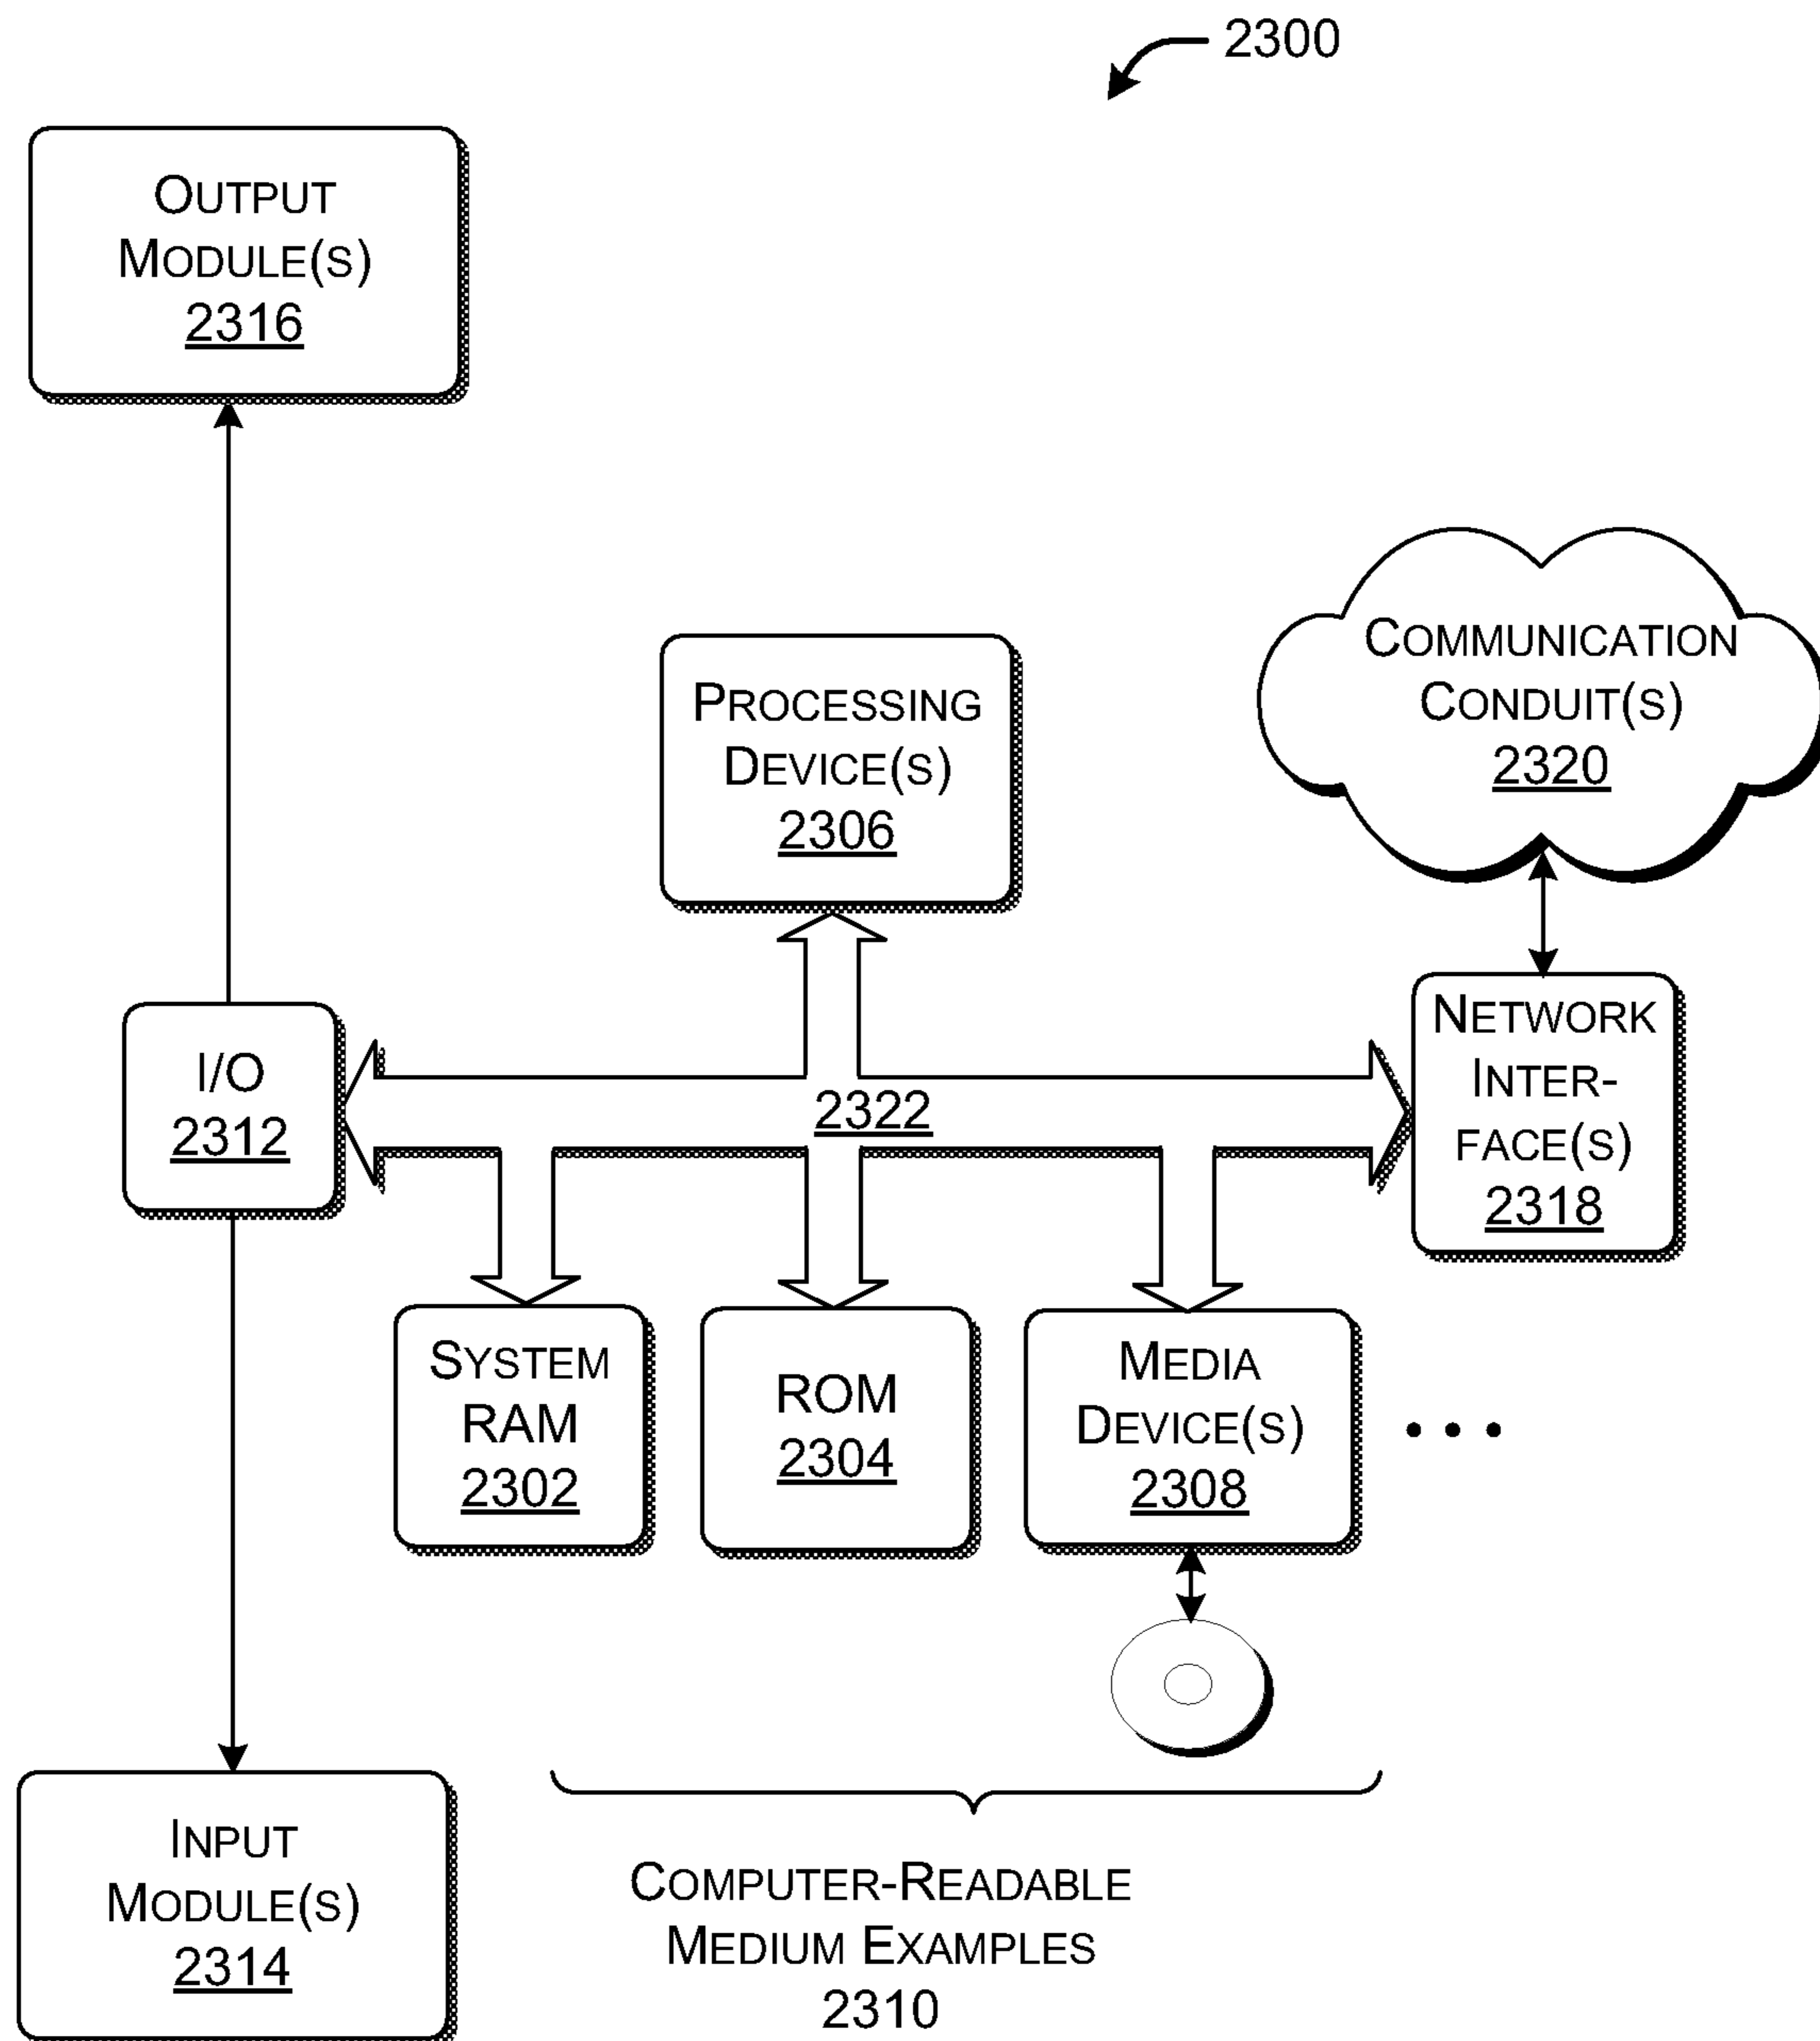 2300
OUTPUT
MODULE(S)
2316
COMMUNICATION
CONDUIT(S)
2320
PROCESSING
DEVICE(S)
2306
NETWORK
INTER-
FACE(S)
2318
I/O
2312
2322
SYSTEM
RAM
2302
ROM
2304
MEDIA
DEVICE(S)
2308
• • •
INPUT
MODULE(S)
2314
COMPUTER-READABLE
MEDIUM EXAMPLES
2310